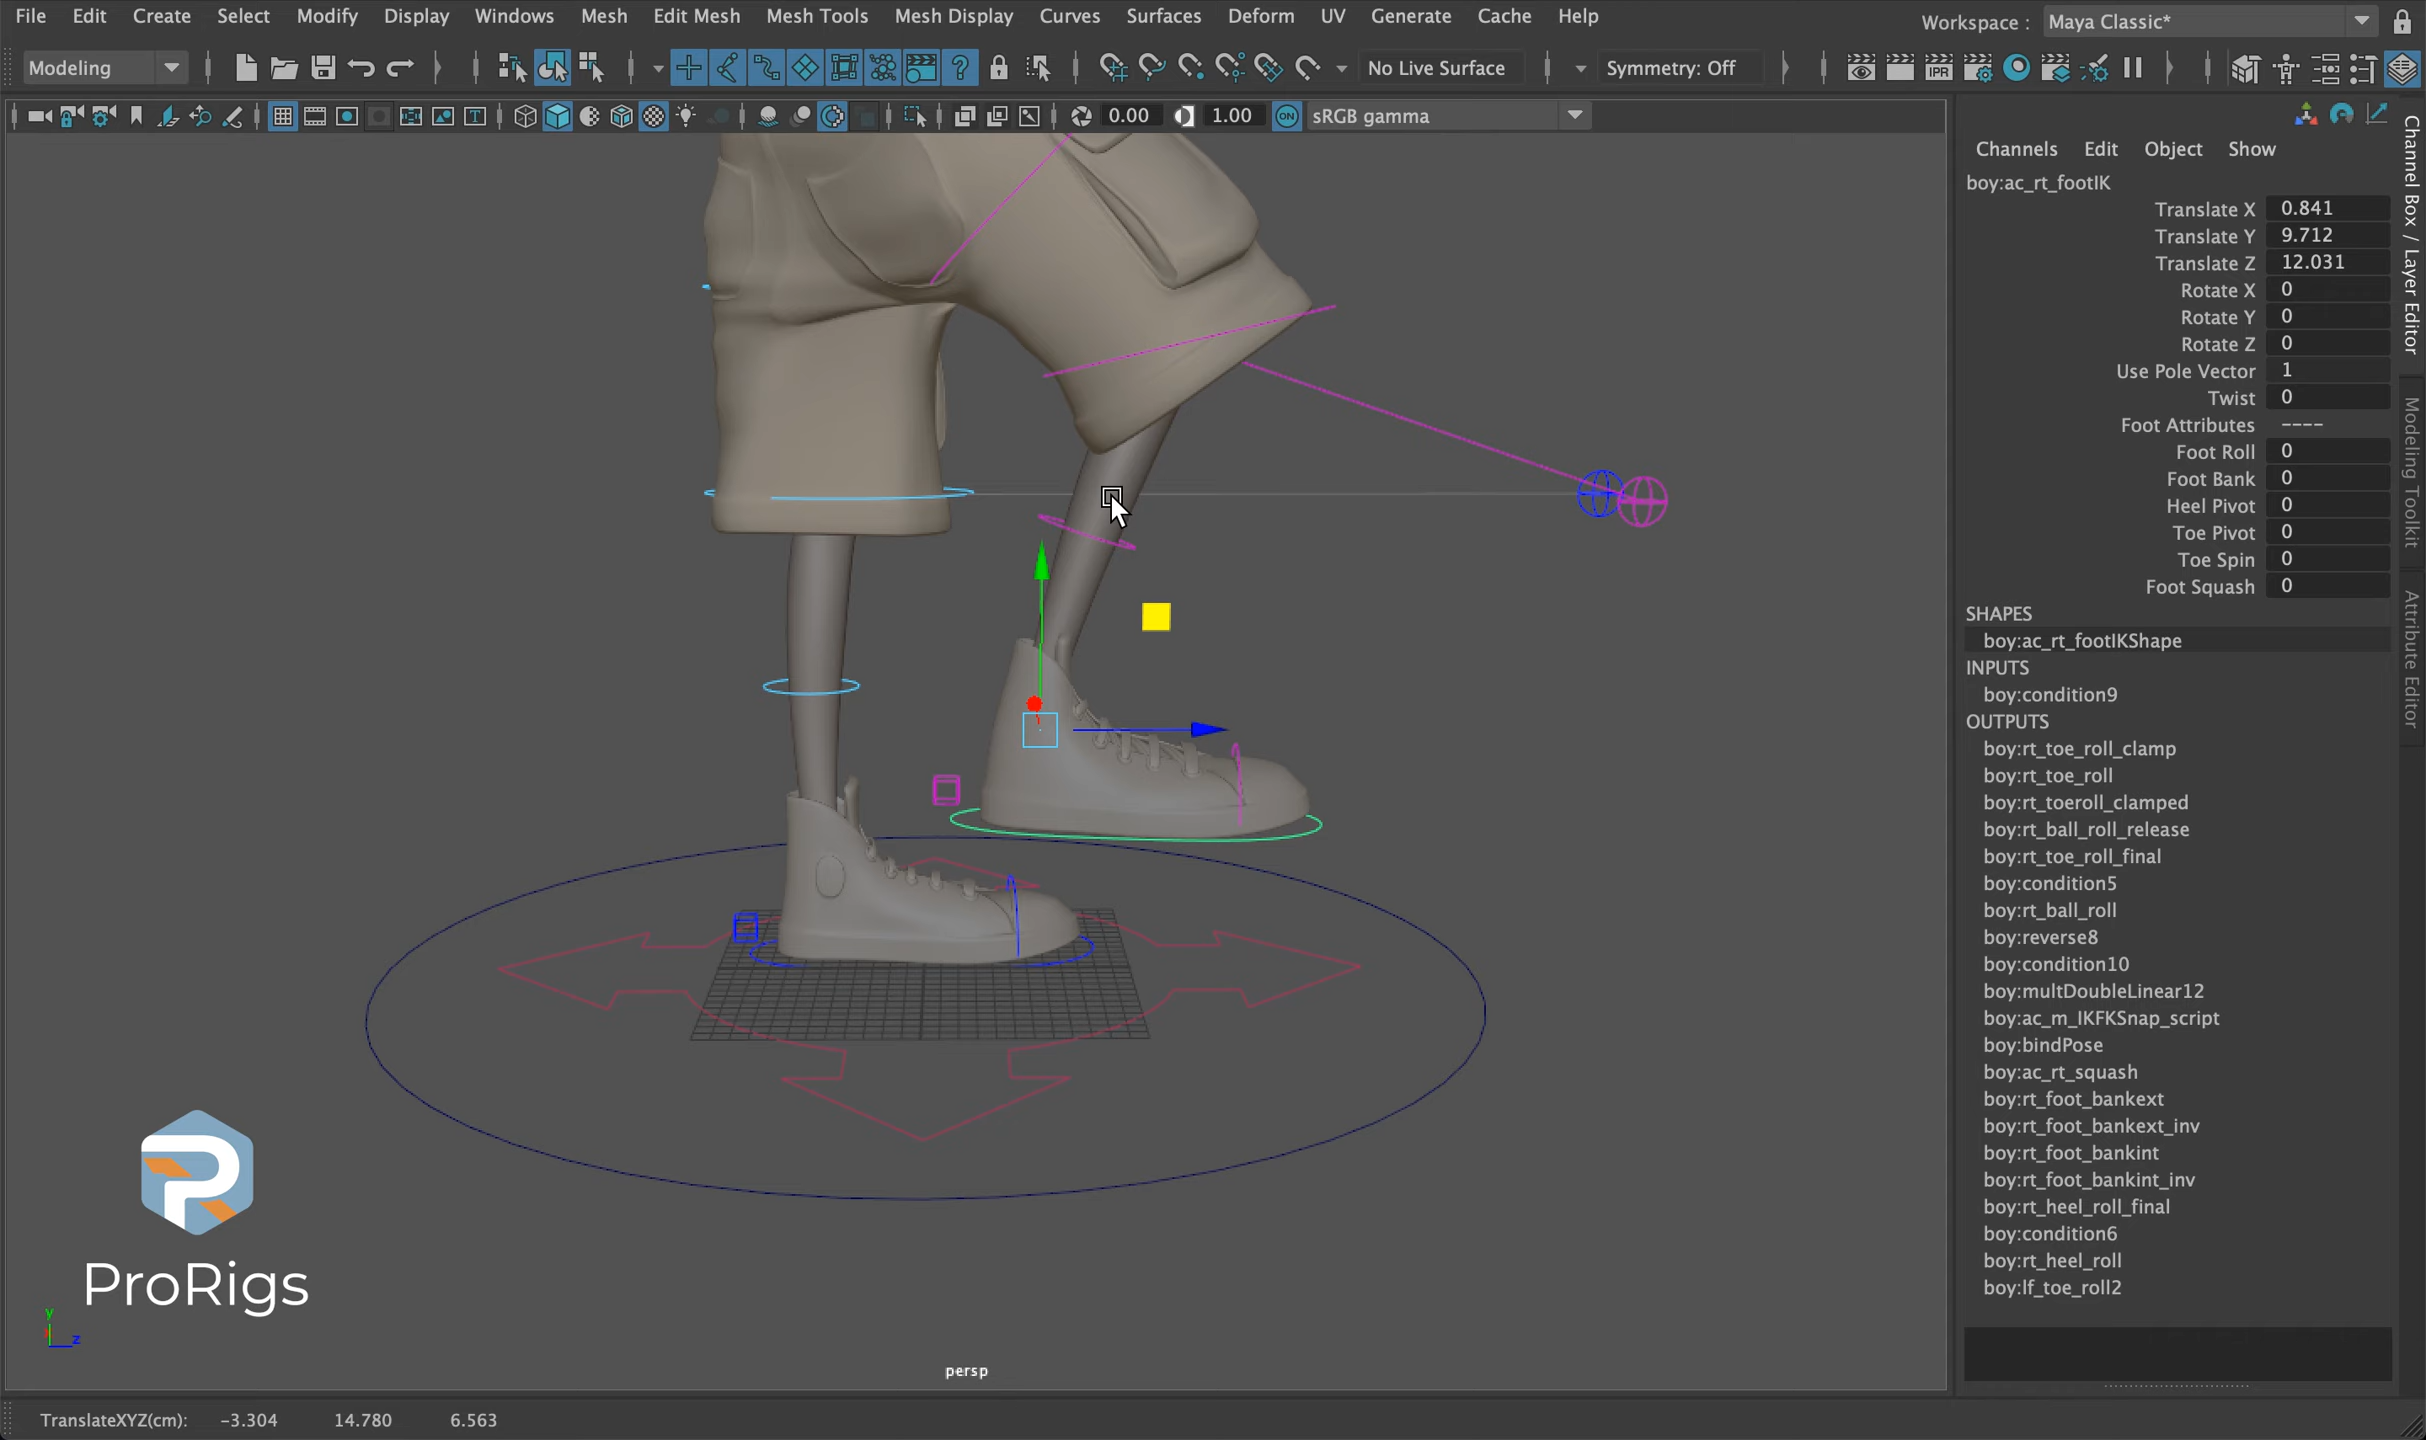 File Edit Create Select Modify Display Windows Mesh Edit Mesh Mesh Tools Mesh Display Curves Surfaces Deform UV Generate Cache Help
Workspace : Maya Classic*
Modeling
No Live Surface
Symmetry: Off
IPR
0.00
1.00
ON
sRGB gamma
Channels Edit Object Show
boy:ac_rt_footIK
Translate X 0.841
Translate Y 9.712
Translate Z 12.031
Rotate X 0
Rotate Y 0
Rotate Z 0
Use Pole Vector 1
Twist 0
Foot Attributes ----
Foot Roll 0
Foot Bank 0
Heel Pivot 0
Toe Pivot 0
Toe Spin 0
Foot Squash 0
SHAPES
boy:ac_rt_footIKShape
INPUTS
boy:condition9
OUTPUTS
boy:rt_toe_roll_clamp
boy:rt_toe_roll
boy:rt_toeroll_clamped
boy:rt_ball_roll_release
boy:rt_toe_roll_final
boy:condition5
boy:rt_ball_roll
boy:reverse8
boy:condition10
boy:multDoubleLinear12
boy:ac_m_IKFKSnap_script
boy:bindPose
boy:ac_rt_squash
boy:rt_foot_bankext
boy:rt_foot_bankext_inv
boy:rt_foot_bankint
boy:rt_foot_bankint_inv
boy:rt_heel_roll_final
boy:condition6
boy:rt_heel_roll
boy:lf_toe_roll2
Channel Box / Layer Editor
Modeling Toolkit
Attribute Editor
ProRigs
y
z
persp
TranslateXYZ(cm): -3.304 14.780 6.563